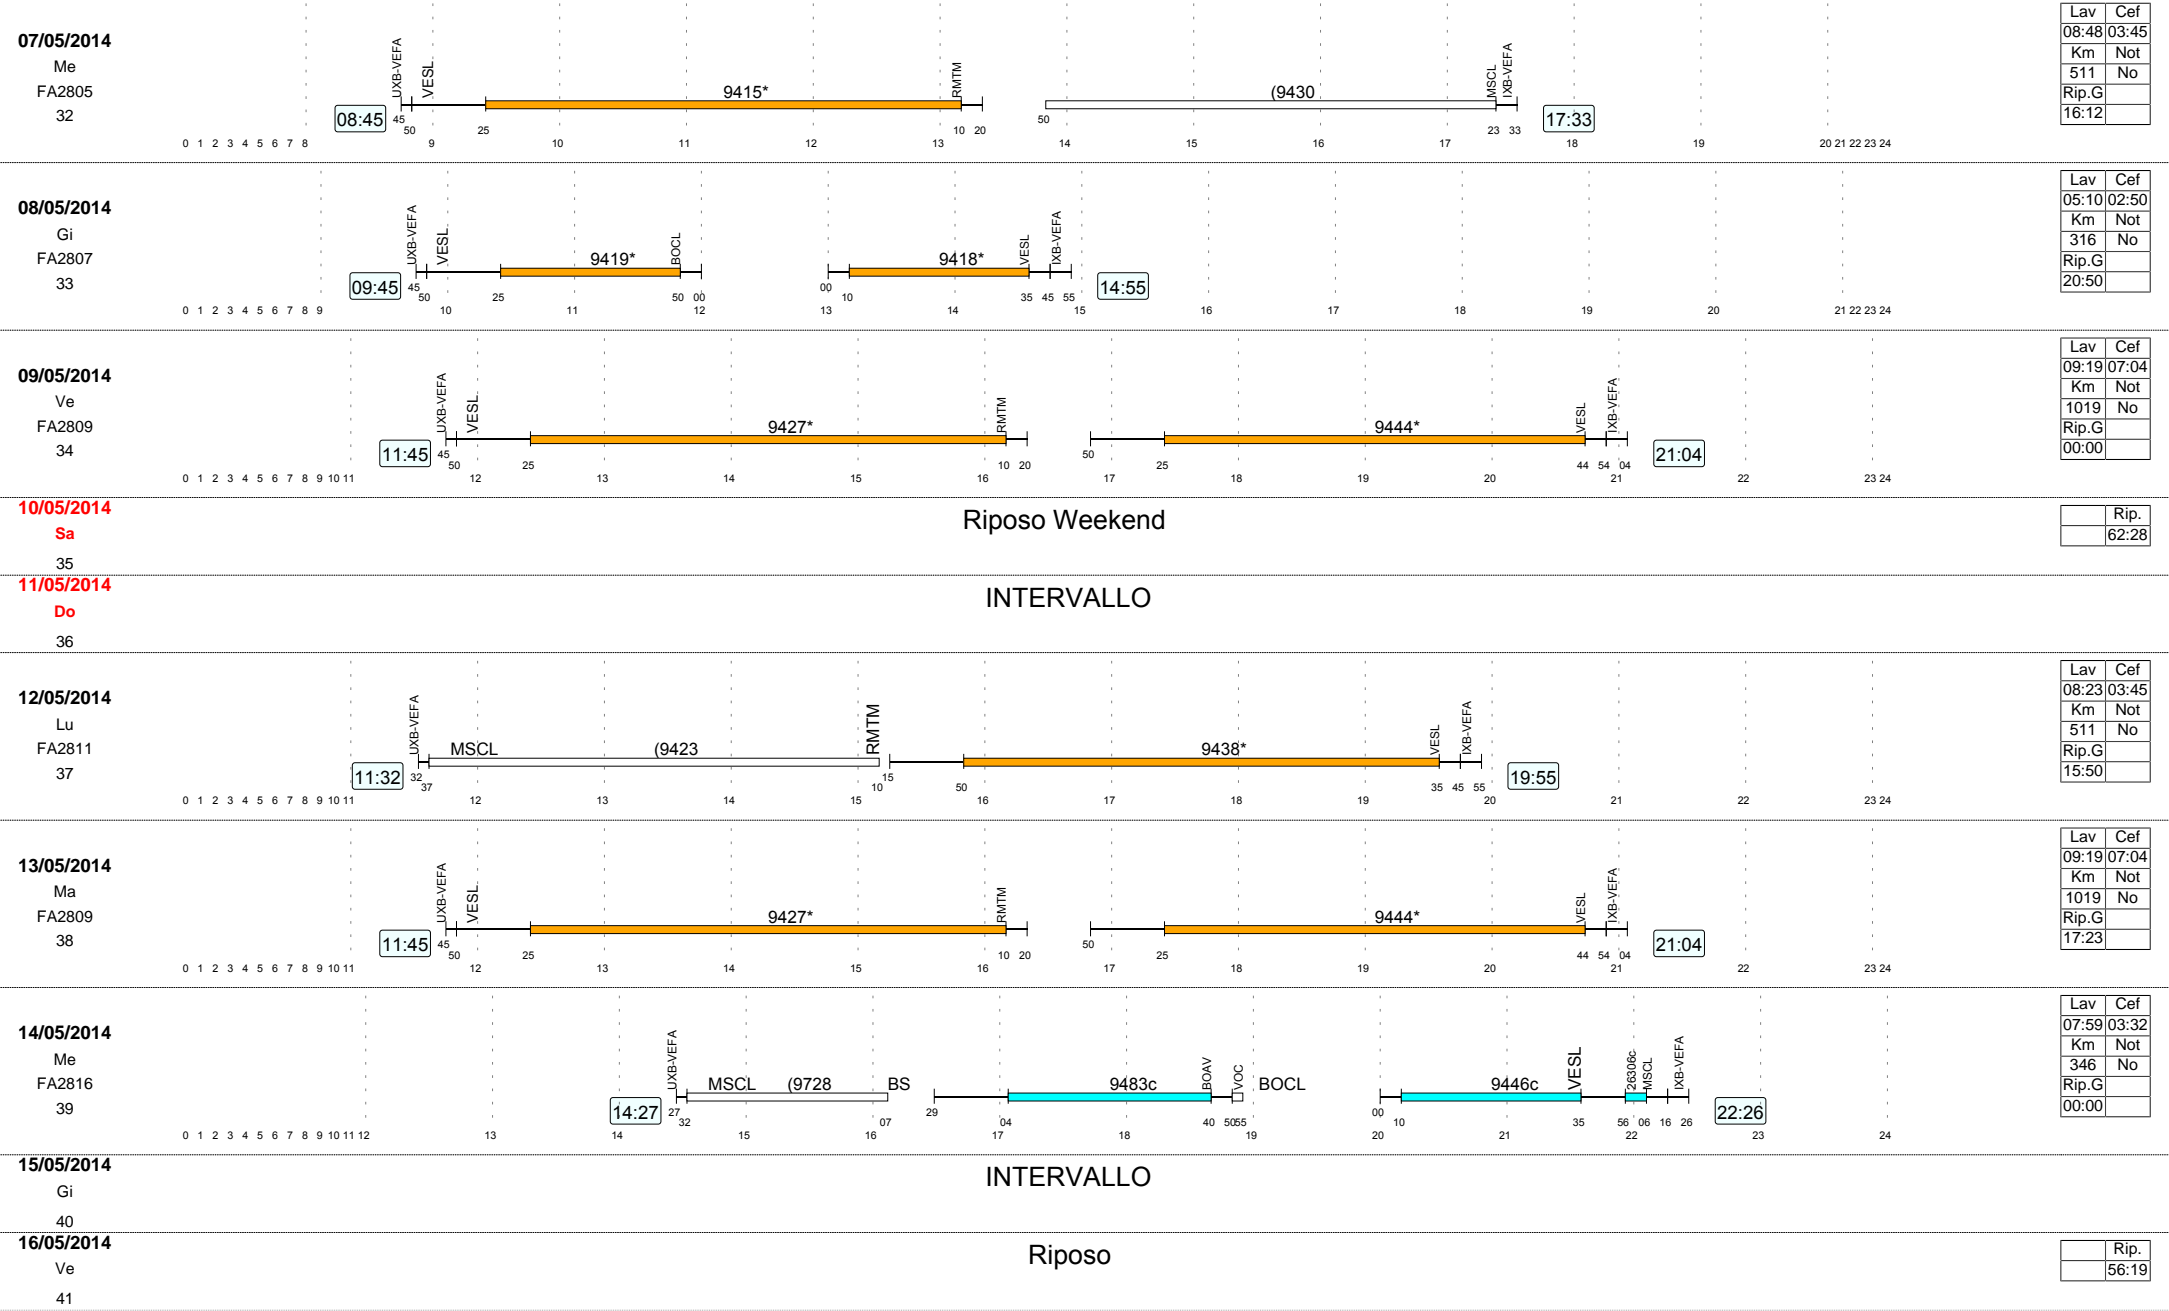 07/05/2014
Me
FA2805
32
08:45
UXB-VEFA
VESL
9415*
RMTM
(9430
MSCL
IXB-VEFA
17:33
45 50 25 10 20 50 23 33
0 1 2 3 4 5 6 7 8 9 10 11 12 13 14 15 16 17 18 19 20 21 22 23 24
Lav Cef
08:48 03:45
Km Not
511 No
Rip.G
16:12
08/05/2014
Gi
FA2807
33
09:45
UXB-VEFA
VESL
9419*
BOCL
9418*
VESL
IXB-VEFA
14:55
45 50 25 50 00 00 10 35 45 55
0 1 2 3 4 5 6 7 8 9 10 11 12 13 14 15 16 17 18 19 20 21 22 23 24
Lav Cef
05:10 02:50
Km Not
316 No
Rip.G
20:50
09/05/2014
Ve
FA2809
34
11:45
UXB-VEFA
VESL
9427*
RMTM
9444*
VESL
IXB-VEFA
21:04
45 50 25 10 20 50 25 44 54 04
0 1 2 3 4 5 6 7 8 9 10 11 12 13 14 15 16 17 18 19 20 21 22 23 24
Lav Cef
09:19 07:04
Km Not
1019 No
Rip.G
00:00
10/05/2014
Sa
35
Riposo Weekend
Rip.
62:28
11/05/2014
Do
36
INTERVALLO
12/05/2014
Lu
FA2811
37
11:32
UXB-VEFA
MSCL
(9423
RMTM
9438*
VESL
IXB-VEFA
19:55
32 37 10 15 50 35 45 55
0 1 2 3 4 5 6 7 8 9 10 11 12 13 14 15 16 17 18 19 20 21 22 23 24
Lav Cef
08:23 03:45
Km Not
511 No
Rip.G
15:50
13/05/2014
Ma
FA2809
38
11:45
UXB-VEFA
VESL
9427*
RMTM
9444*
VESL
IXB-VEFA
21:04
45 50 25 10 20 50 25 44 54 04
0 1 2 3 4 5 6 7 8 9 10 11 12 13 14 15 16 17 18 19 20 21 22 23 24
Lav Cef
09:19 07:04
Km Not
1019 No
Rip.G
17:23
14/05/2014
Me
FA2816
39
14:27
UXB-VEFA
MSCL
(9728
BS
9483c
BOAV
VOC
BOCL
9446c
VESL
26306c
MSCL
IXB-VEFA
22:26
27 32 07 29 04 40 50 55 00 10 35 56 06 16 26
0 1 2 3 4 5 6 7 8 9 10 11 12 13 14 15 16 17 18 19 20 21 22 23 24
Lav Cef
07:59 03:32
Km Not
346 No
Rip.G
00:00
15/05/2014
Gi
40
INTERVALLO
16/05/2014
Ve
41
Riposo
Rip.
56:19